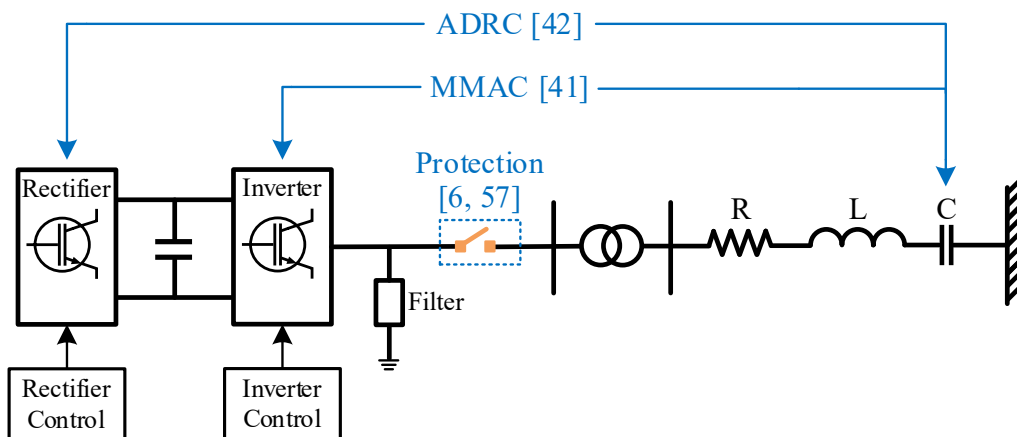 ADRC [42]
MMAC [41]
Protection
[6, 57]
Rectifier
Inverter
R
L
C
Filter
Rectifier
Control
Inverter
Control